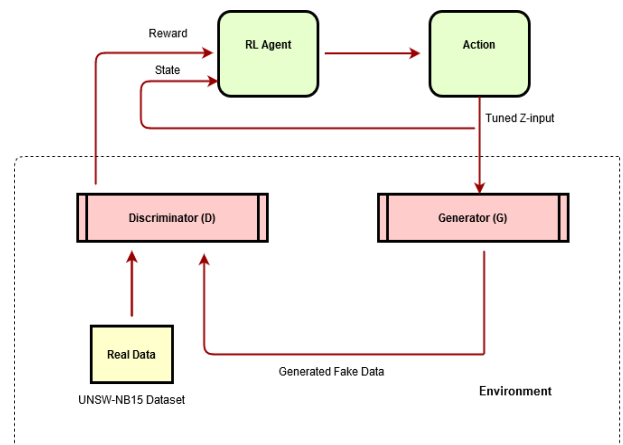 Reward
RL Agent
Action
State
Tuned Z-input
Discriminator (D)
Generator (G)
Real Data
Generated Fake Data
UNSW-NB15 Dataset
Environment